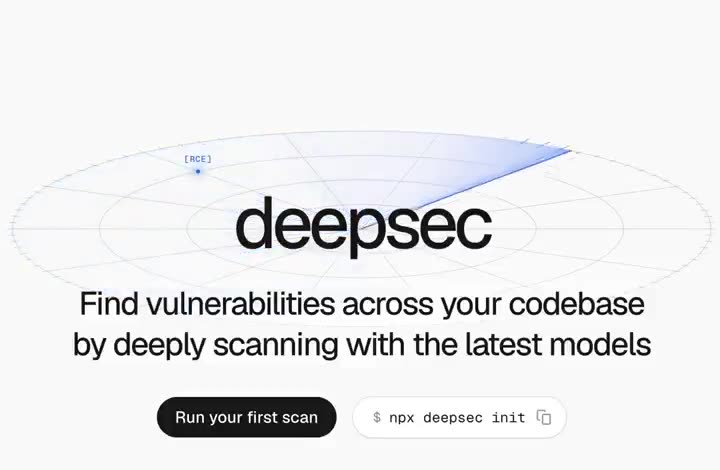 [RCE]
deepsec
Find vulnerabilities across your codebase
by deeply scanning with the latest models
Run your first scan
$ npx deepsec init